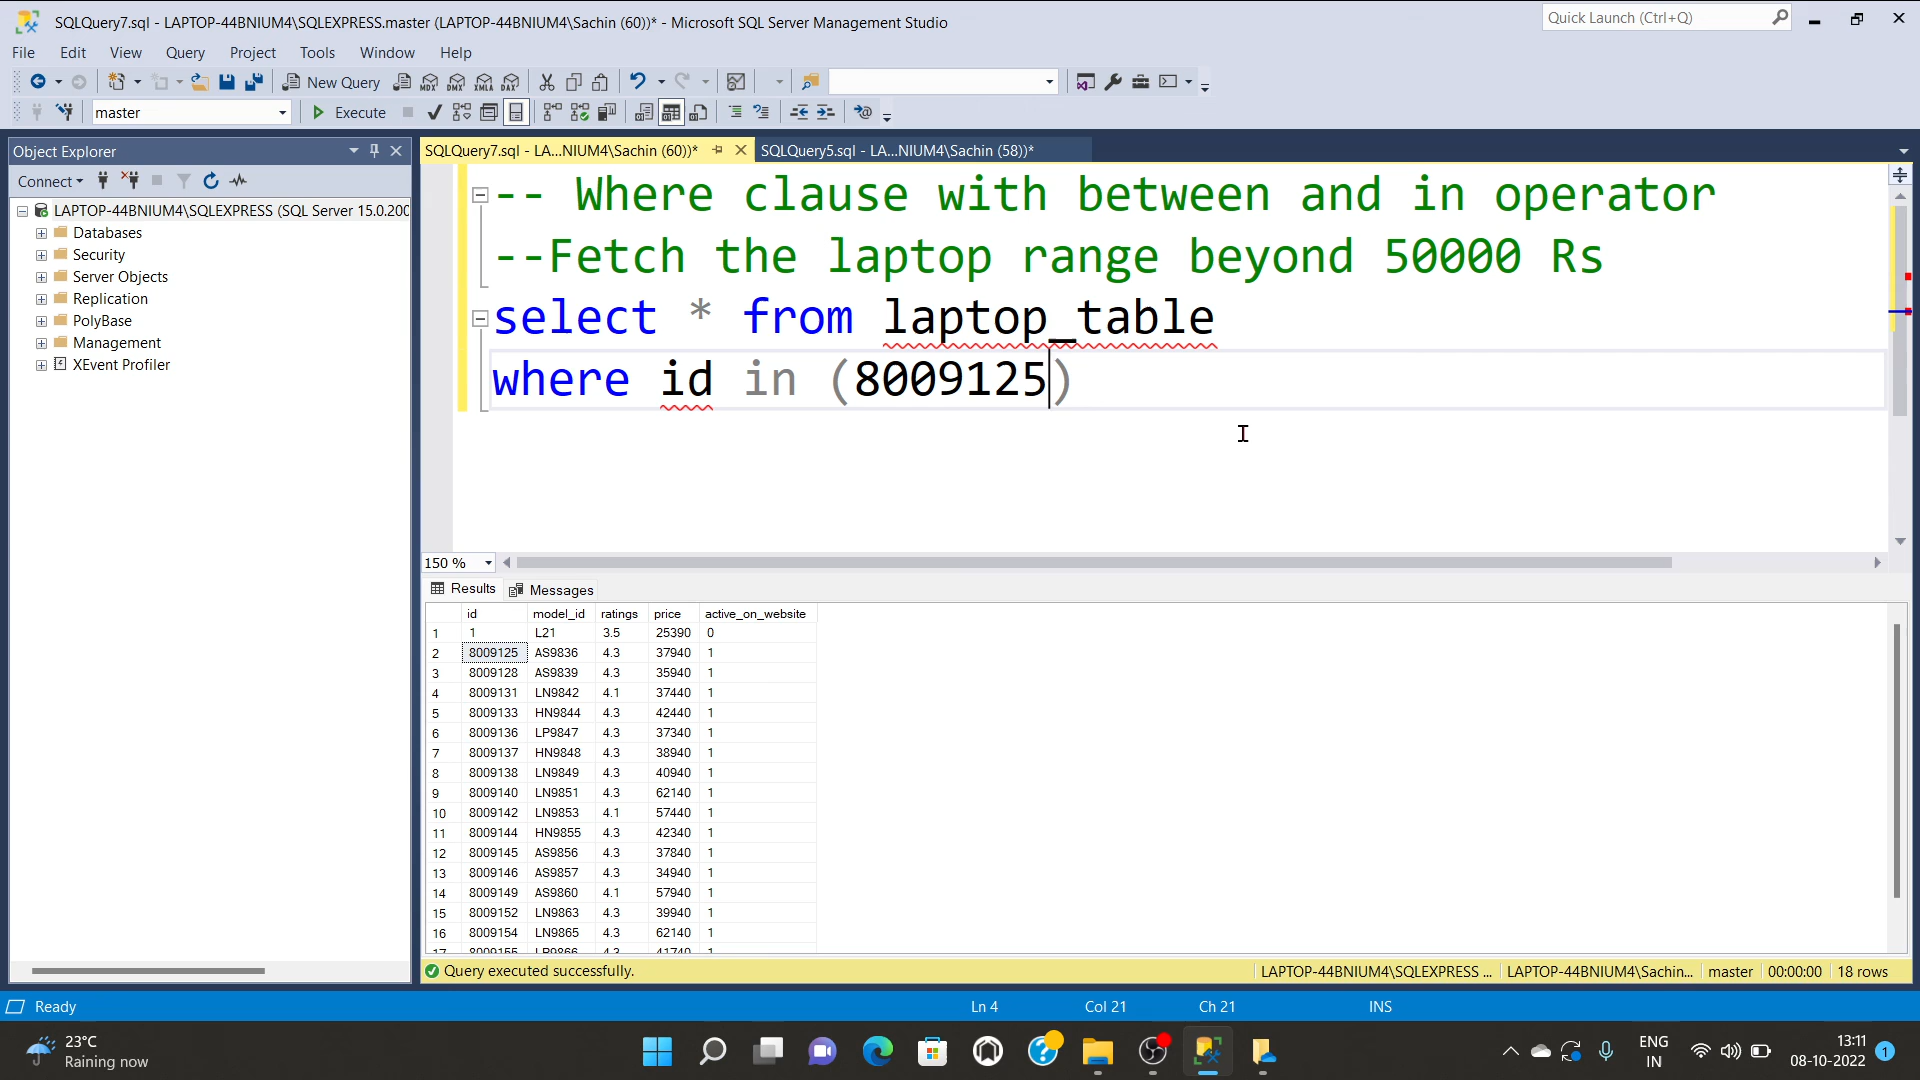 SQLQuery7.sql - LAPTOP-44BNIUM4\SQLEXPRESS.master (LAPTOP-44BNIUM4\Sachin (60))* - Microsoft SQL Server Management Studio
Quick Launch (Ctrl+Q)
File Edit View Query Project Tools Window Help
New Query
MDX DMX XMLA DAX
master
Execute
Object Explorer
SQLQuery7.sql - LA...NIUM4\Sachin (60))*
SQLQuery5.sql - LA...NIUM4\Sachin (58))*
Connect
LAPTOP-44BNIUM4\SQLEXPRESS (SQL Server 15.0.200
Databases
Security
Server Objects
Replication
PolyBase
Management
XEvent Profiler
-- Where clause with between and in operator
--Fetch the laptop range beyond 50000 Rs
select * from laptop_table
where id in (8009125)
150 %
Results Messages
id model_id ratings price active_on_website
1 1 L21 3.5 25390 0
2 8009125 AS9836 4.3 37940 1
3 8009128 AS9839 4.3 35940 1
4 8009131 LN9842 4.1 37440 1
5 8009133 HN9844 4.3 42440 1
6 8009136 LP9847 4.3 37340 1
7 8009137 HN9848 4.3 38940 1
8 8009138 LN9849 4.3 40940 1
9 8009140 LN9851 4.3 62140 1
10 8009142 LN9853 4.1 57440 1
11 8009144 HN9855 4.3 42340 1
12 8009145 AS9856 4.3 37840 1
13 8009146 AS9857 4.3 34940 1
14 8009149 AS9860 4.1 57940 1
15 8009152 LN9863 4.3 39940 1
16 8009154 LN9865 4.3 62140 1
17 8009155 LP9866 4.3 41740 1
Query executed successfully.
LAPTOP-44BNIUM4\SQLEXPRESS ... LAPTOP-44BNIUM4\Sachin... master 00:00:00 18 rows
Ready
Ln 4 Col 21 Ch 21 INS
23°C
Raining now
ENG
IN
13:11
08-10-2022
1